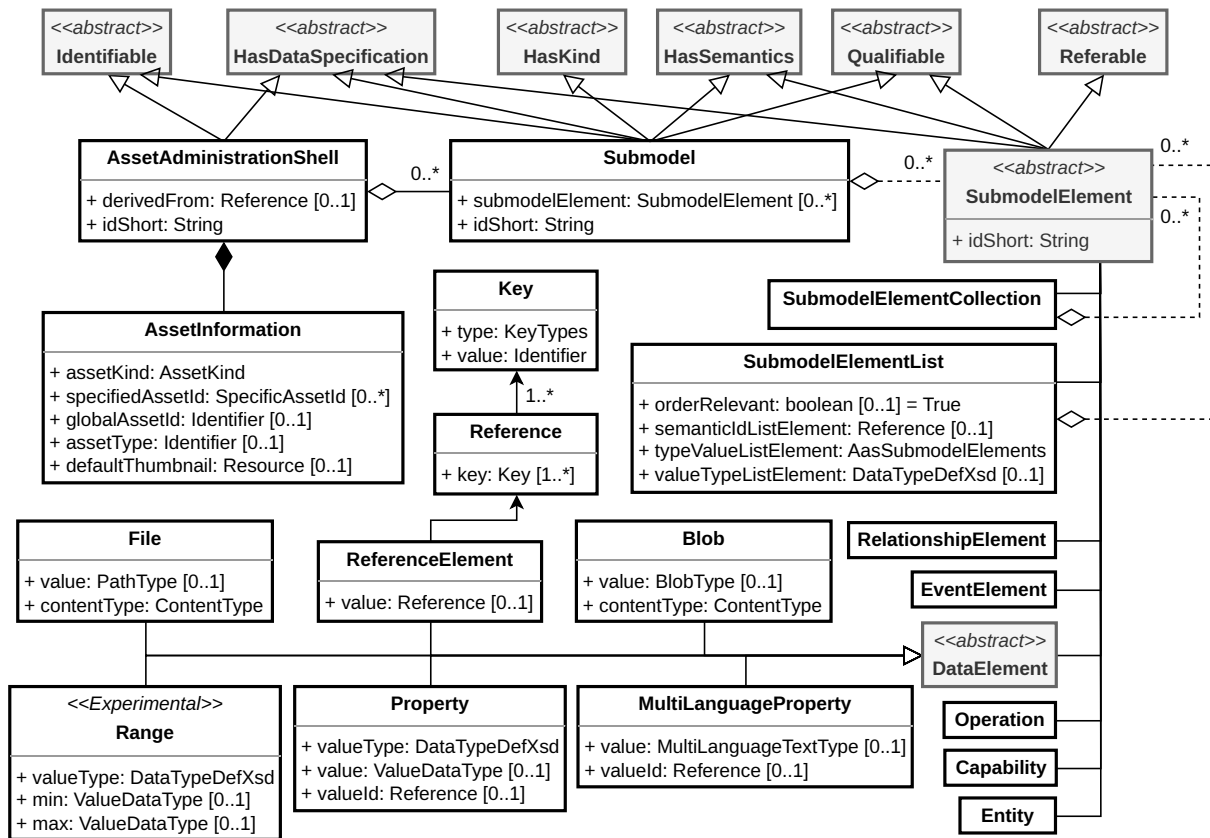 <<abstract>>
Identifiable
<<abstract>>
HasDataSpecification
<<abstract>>
HasKind
<<abstract>>
HasSemantics
<<abstract>>
Qualifiable
<<abstract>>
Referable
AssetAdministrationShell
+ derivedFrom: Reference [0..1]
+ idShort: String
0..*
Submodel
+ submodelElement: SubmodelElement [0..*]
+ idShort: String
0..*
<<abstract>>
SubmodelElement
+ idShort: String
0..*
0..*
AssetInformation
+ assetKind: AssetKind
+ specifiedAssetId: SpecificAssetId [0..*]
+ globalAssetId: Identifier [0..1]
+ assetType: Identifier [0..1]
+ defaultThumbnail: Resource [0..1]
Key
+ type: KeyTypes
+ value: Identifier
1..*
Reference
+ key: Key [1..*]
SubmodelElementCollection
SubmodelElementList
+ orderRelevant: boolean [0..1] = True
+ semanticIdListElement: Reference [0..1]
+ typeValueListElement: AasSubmodelElements
+ valueTypeListElement: DataTypeDefXsd [0..1]
File
+ value: PathType [0..1]
+ contentType: ContentType
ReferenceElement
+ value: Reference [0..1]
Blob
+ value: BlobType [0..1]
+ contentType: ContentType
RelationshipElement
EventElement
<<abstract>>
DataElement
<<Experimental>>
Range
+ valueType: DataTypeDefXsd
+ min: ValueDataType [0..1]
+ max: ValueDataType [0..1]
Property
+ valueType: DataTypeDefXsd
+ value: ValueDataType [0..1]
+ valueId: Reference [0..1]
MultiLanguageProperty
+ value: MultiLanguageTextType [0..1]
+ valueId: Reference [0..1]
Operation
Capability
Entity